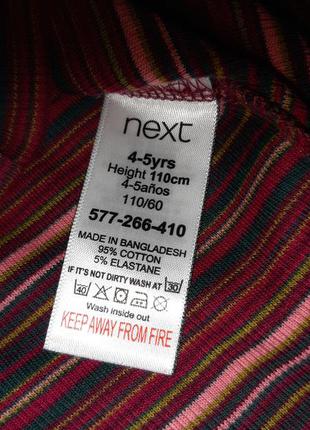 next
4-5yrs
Height 110cm
4-5años
110/60
577-266-410
MADE IN BANGLADESH
95% COTTON
5% ELASTANE
IF IT'S NOT DIRTY WASH AT 30
40
Wash inside out
KEEP AWAY FROM FIRE